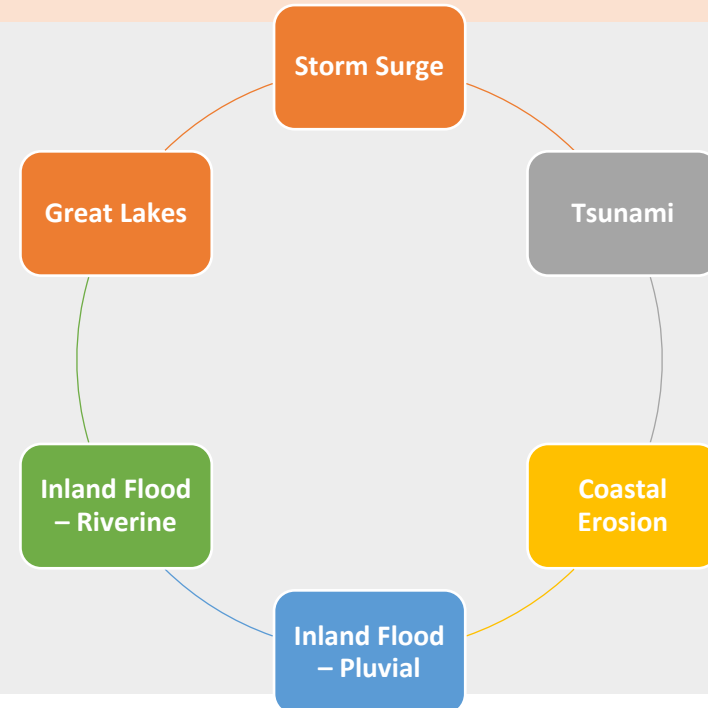 Storm Surge
Great Lakes
Tsunami
Inland Flood
– Riverine
Coastal
Erosion
Inland Flood
– Pluvial